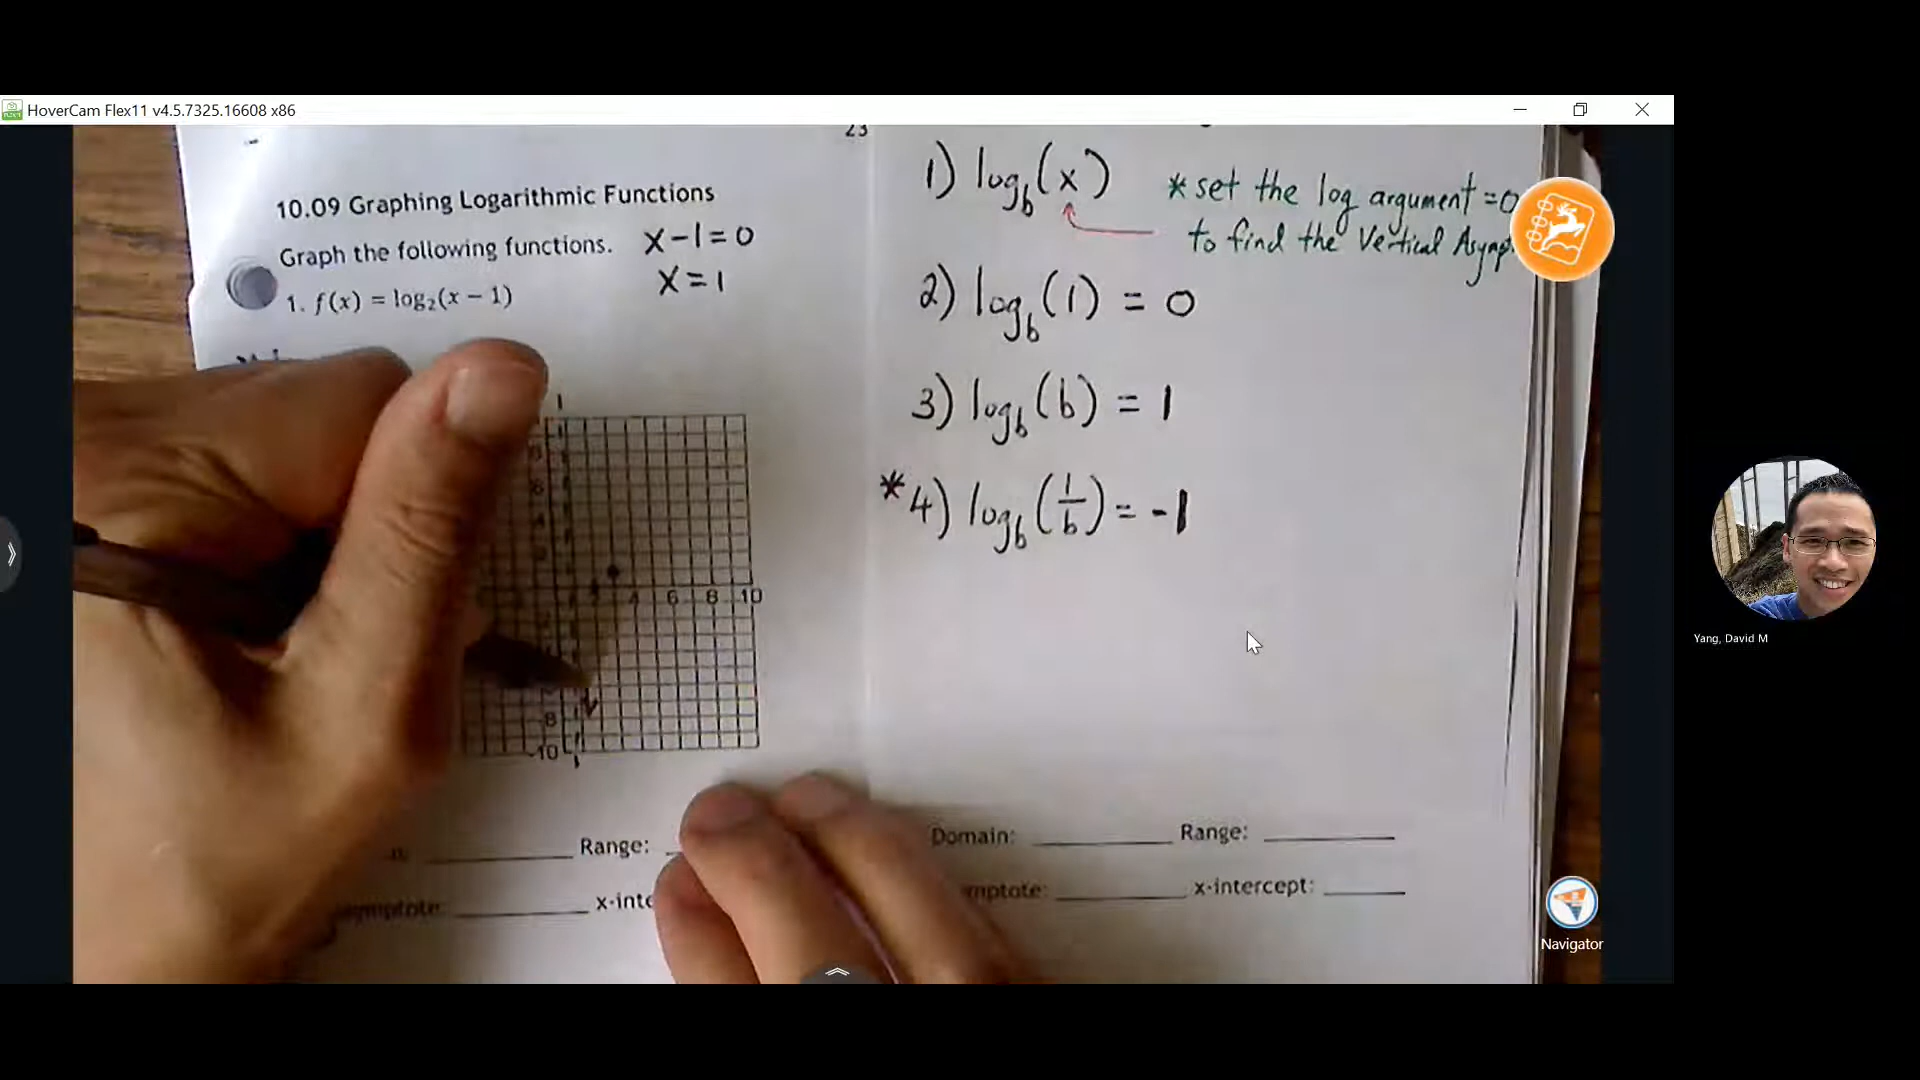 HoverCam Flex11 v4.5.7325.16608 x86
23
10.09 Graphing Logarithmic Functions
Graph the following functions.
x-1=0
x=1
1. f(x) = log₂(x − 1)
4 6 8 10
8
-10
Range:
x-inte
1) log_b(x)
*set the log argument =0
to find the Vertical Asymp
2) log_b(1) = 0
3) log_b(b) = 1
*4) log_b(1/b) = -1
Domain: Range:
mptote: x-intercept:
Navigator
Yang, David M